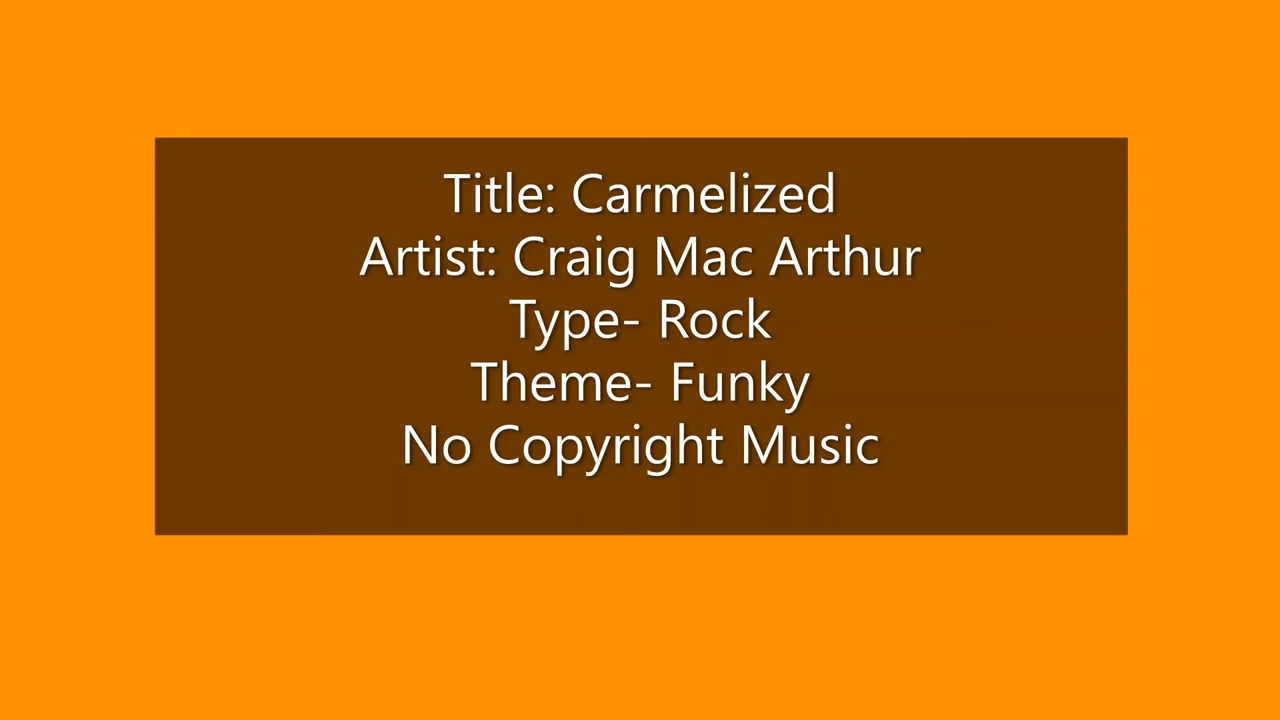 Title: Carmelized
Artist: Craig Mac Arthur
Type- Rock
Theme- Funky
No Copyright Music